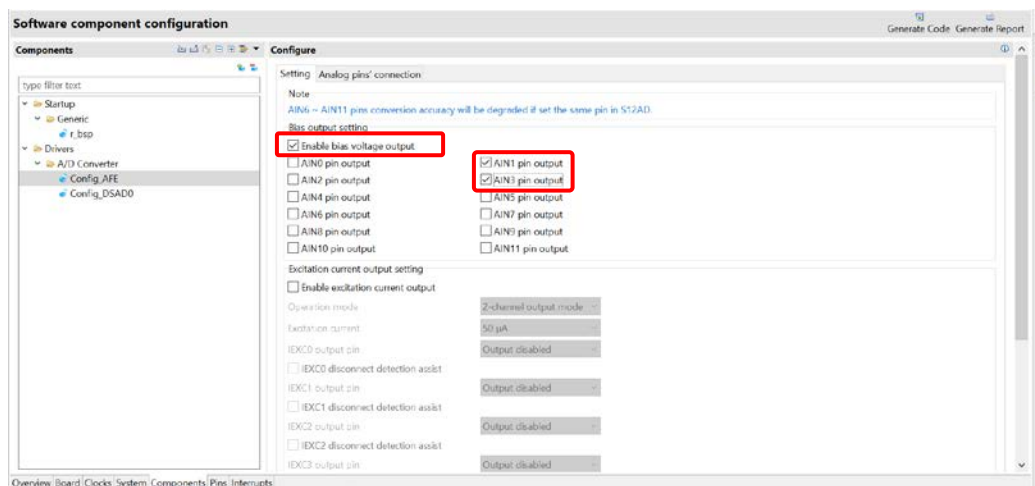 Software component configuration
Generate Code Generate Report
Components
Configure
type filter text
Startup
Generic
r_bsp
Drivers
A/D Converter
Config_AFE
Config_DSAD0
Setting Analog pins' connection
Note
AIN6 ~ AIN11 pins conversion accuracy will be degraded if set the same pin in S12AD.
Bias output setting
Enable bias voltage output
AIN0 pin output AIN1 pin output
AIN2 pin output AIN3 pin output
AIN4 pin output AIN5 pin output
AIN6 pin output AIN7 pin output
AIN8 pin output AIN9 pin output
AIN10 pin output AIN11 pin output
Excitation current output setting
Enable excitation current output
Operation mode 2-channel output mode
Excitation current 50 µA
IEXC0 output pin Output disabled
IEXC0 disconnect detection assist
IEXC1 output pin Output disabled
IEXC1 disconnect detection assist
IEXC2 output pin Output disabled
IEXC2 disconnect detection assist
IEXC3 output pin Output disabled
Overview Board Clocks System Components Pins Interrupts